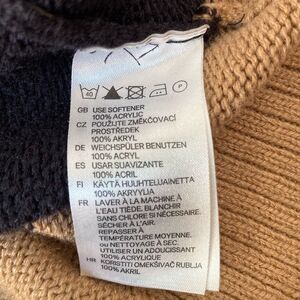 40 P
GB USE SOFTENER
100% ACRYLIC
CZ POUŽIJTE ZMĚKČOVACÍ
PROSTŘEDEK
100% AKRYL
DE WEICHSPÜLER BENUTZEN
100% ACRYL
ES USAR SUAVIZANTE
100% ACRIL
FI KÄYTÄ HUUHTELUAINETTA
100% AKRYYLIA
FR LAVER À LA MACHINE À
L'EAU TIÈDE. BLANCHIR
SANS CHLORE SI NÉCESSAIRE.
SÉCHER À L'AIR.
REPASSER À
TEMPÉRATURE MOYENNE.
OU NETTOYAGE À SEC.
UTILISER UN ADOUCISSANT
100% ACRYLIQUE
HR KORISTITI OMEKŠIVAČ RUBLJA
100% AKRIL